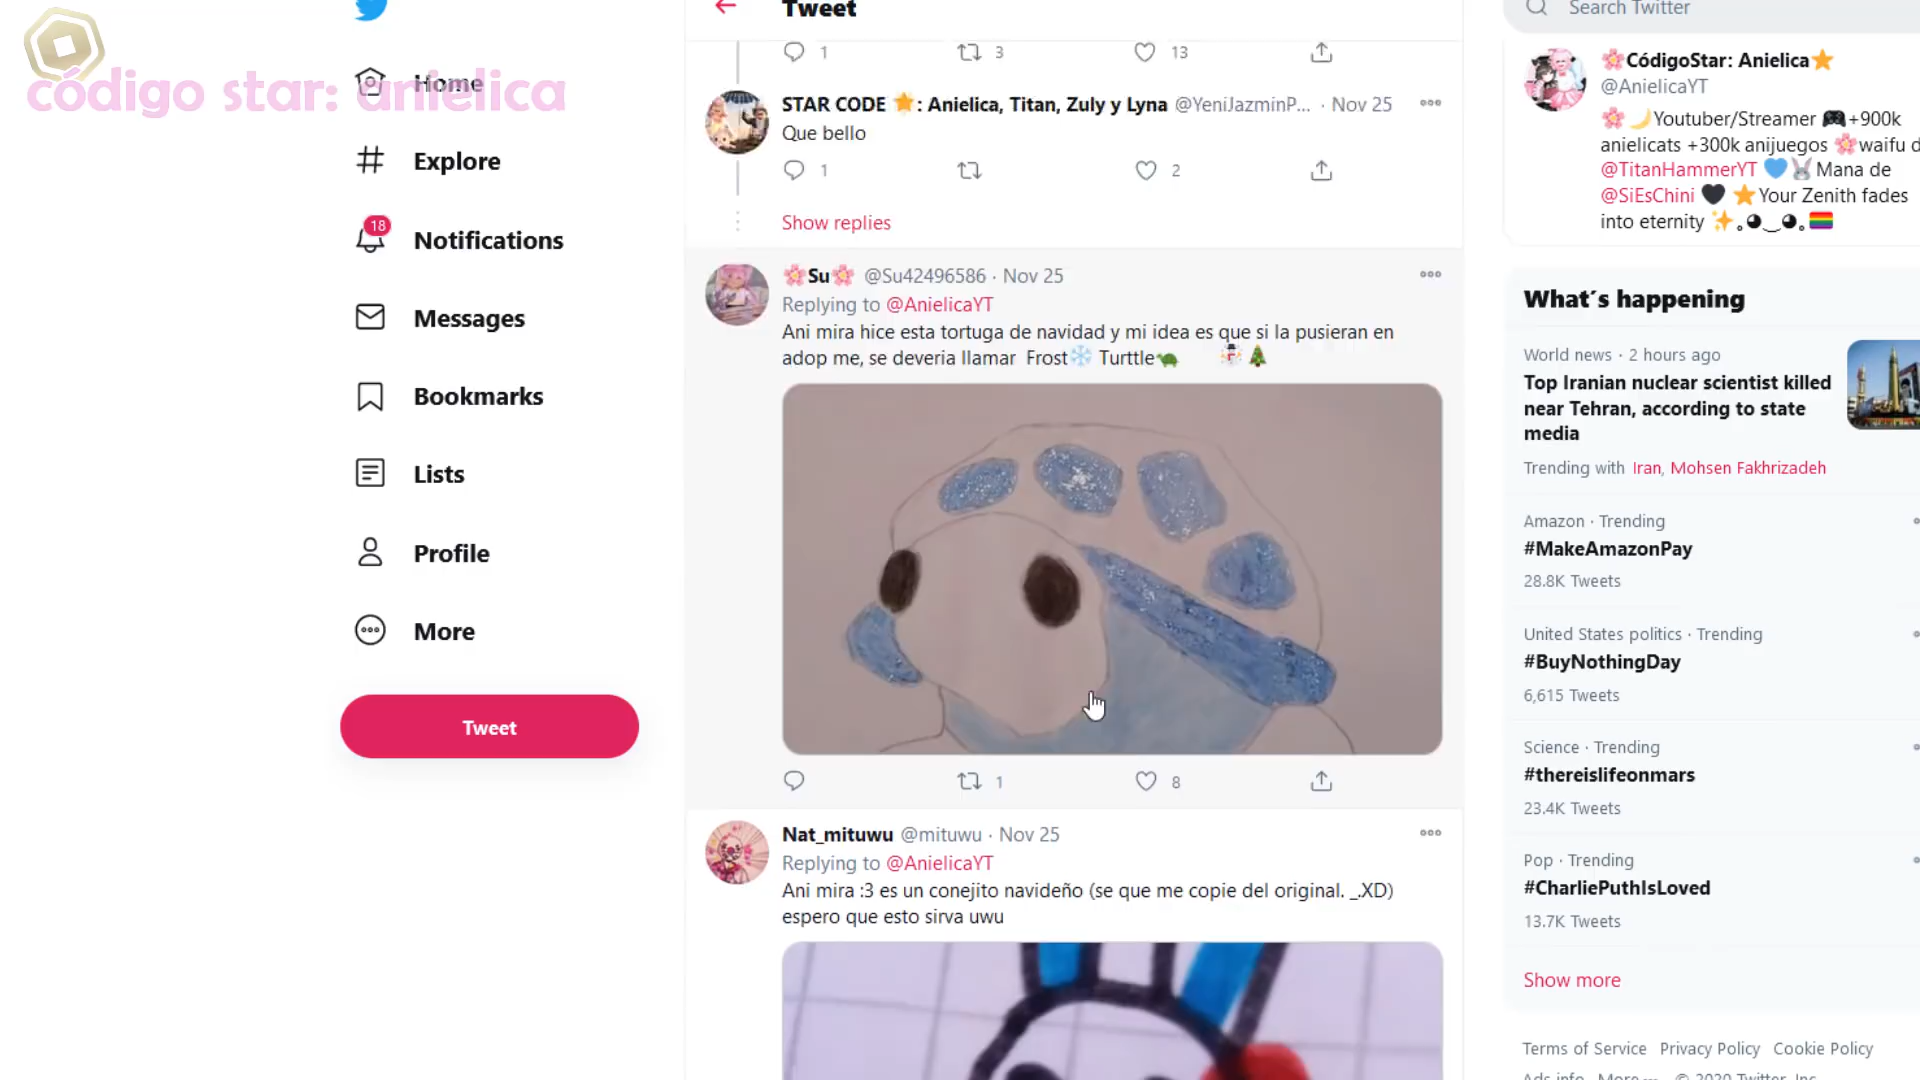 código star: anielica
Home
Explore
18
Notifications
Messages
Bookmarks
Lists
Profile
More
Tweet
Tweet
1 3 13
STAR CODE ⭐: Anielica, Titan, Zuly y Lyna @YeniJazminP... · Nov 25
Que bello
1 2
Show replies
🌸Su🌸 @Su42496586 · Nov 25
Replying to @AnielicaYT
Ani mira hice esta tortuga de navidad y mi idea es que si la pusieran en
adop me, se deveria llamar Frost❄️ Turttle🐢 ☃️🎄
1 8
Nat_mituwu @mituwu · Nov 25
Replying to @AnielicaYT
Ani mira :3 es un conejito navideño (se que me copie del original. _.XD)
espero que esto sirva uwu
Search Twitter
🌸CódigoStar: Anielica⭐
@AnielicaYT
🌸🌙Youtuber/Streamer 🎮+900k
anielicats +300k anijuegos 🌸waifu d
@TitanHammerYT 💙🐰Mana de
@SiEsChini 🖤 ⭐Your Zenith fades
into eternity ✨｡◕‿◕｡🏳️‍🌈
What´s happening
World news · 2 hours ago
Top Iranian nuclear scientist killed
near Tehran, according to state
media
Trending with Iran, Mohsen Fakhrizadeh
Amazon · Trending
#MakeAmazonPay
28.8K Tweets
United States politics · Trending
#BuyNothingDay
6,615 Tweets
Science · Trending
#thereislifeonmars
23.4K Tweets
Pop · Trending
#CharliePuthIsLoved
13.7K Tweets
Show more
Terms of Service Privacy Policy Cookie Policy
Ads info More ··· © 2020 Twitter, Inc.